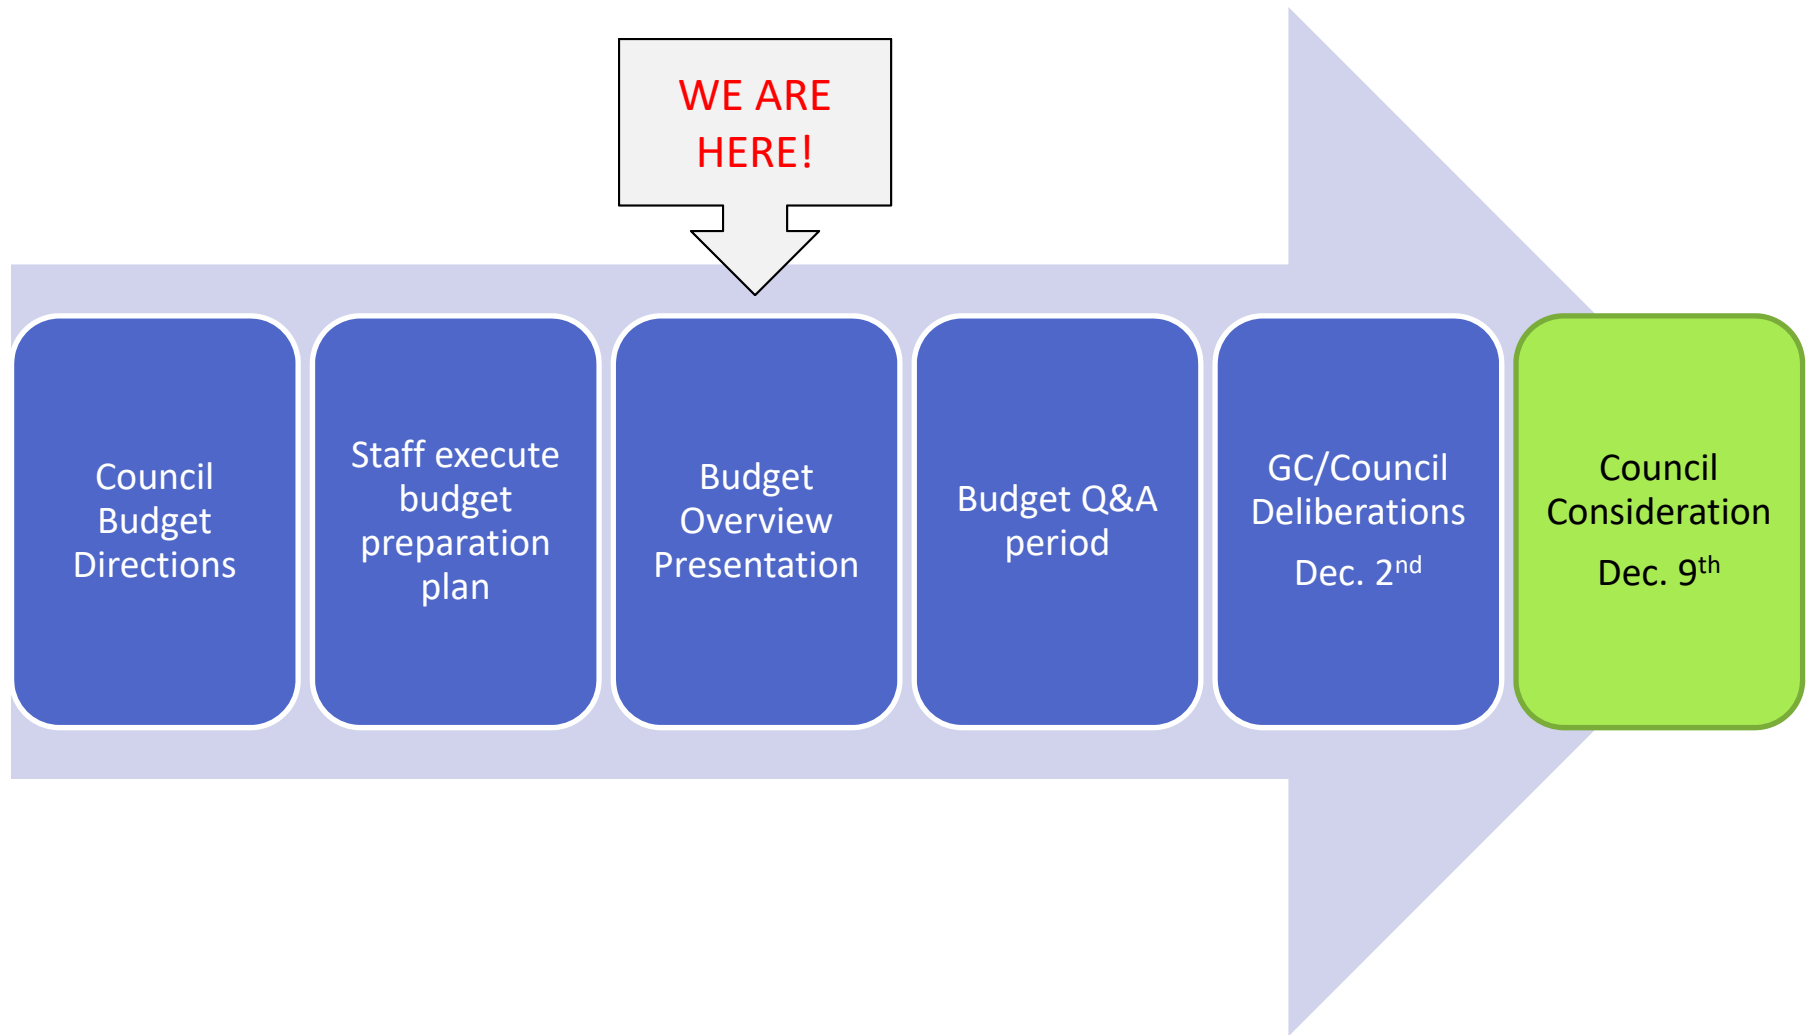 WE ARE
HERE!
Council
Budget
Directions
Staff execute
budget
preparation
plan
Budget
Overview
Presentation
Budget Q&A
period
GC/Council
Deliberations
Dec. 2nd
Council
Consideration
Dec. 9th